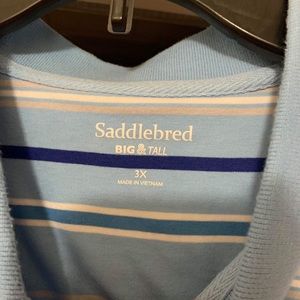 Saddlebred
BIG & TALL
3X
MADE IN VIETNAM